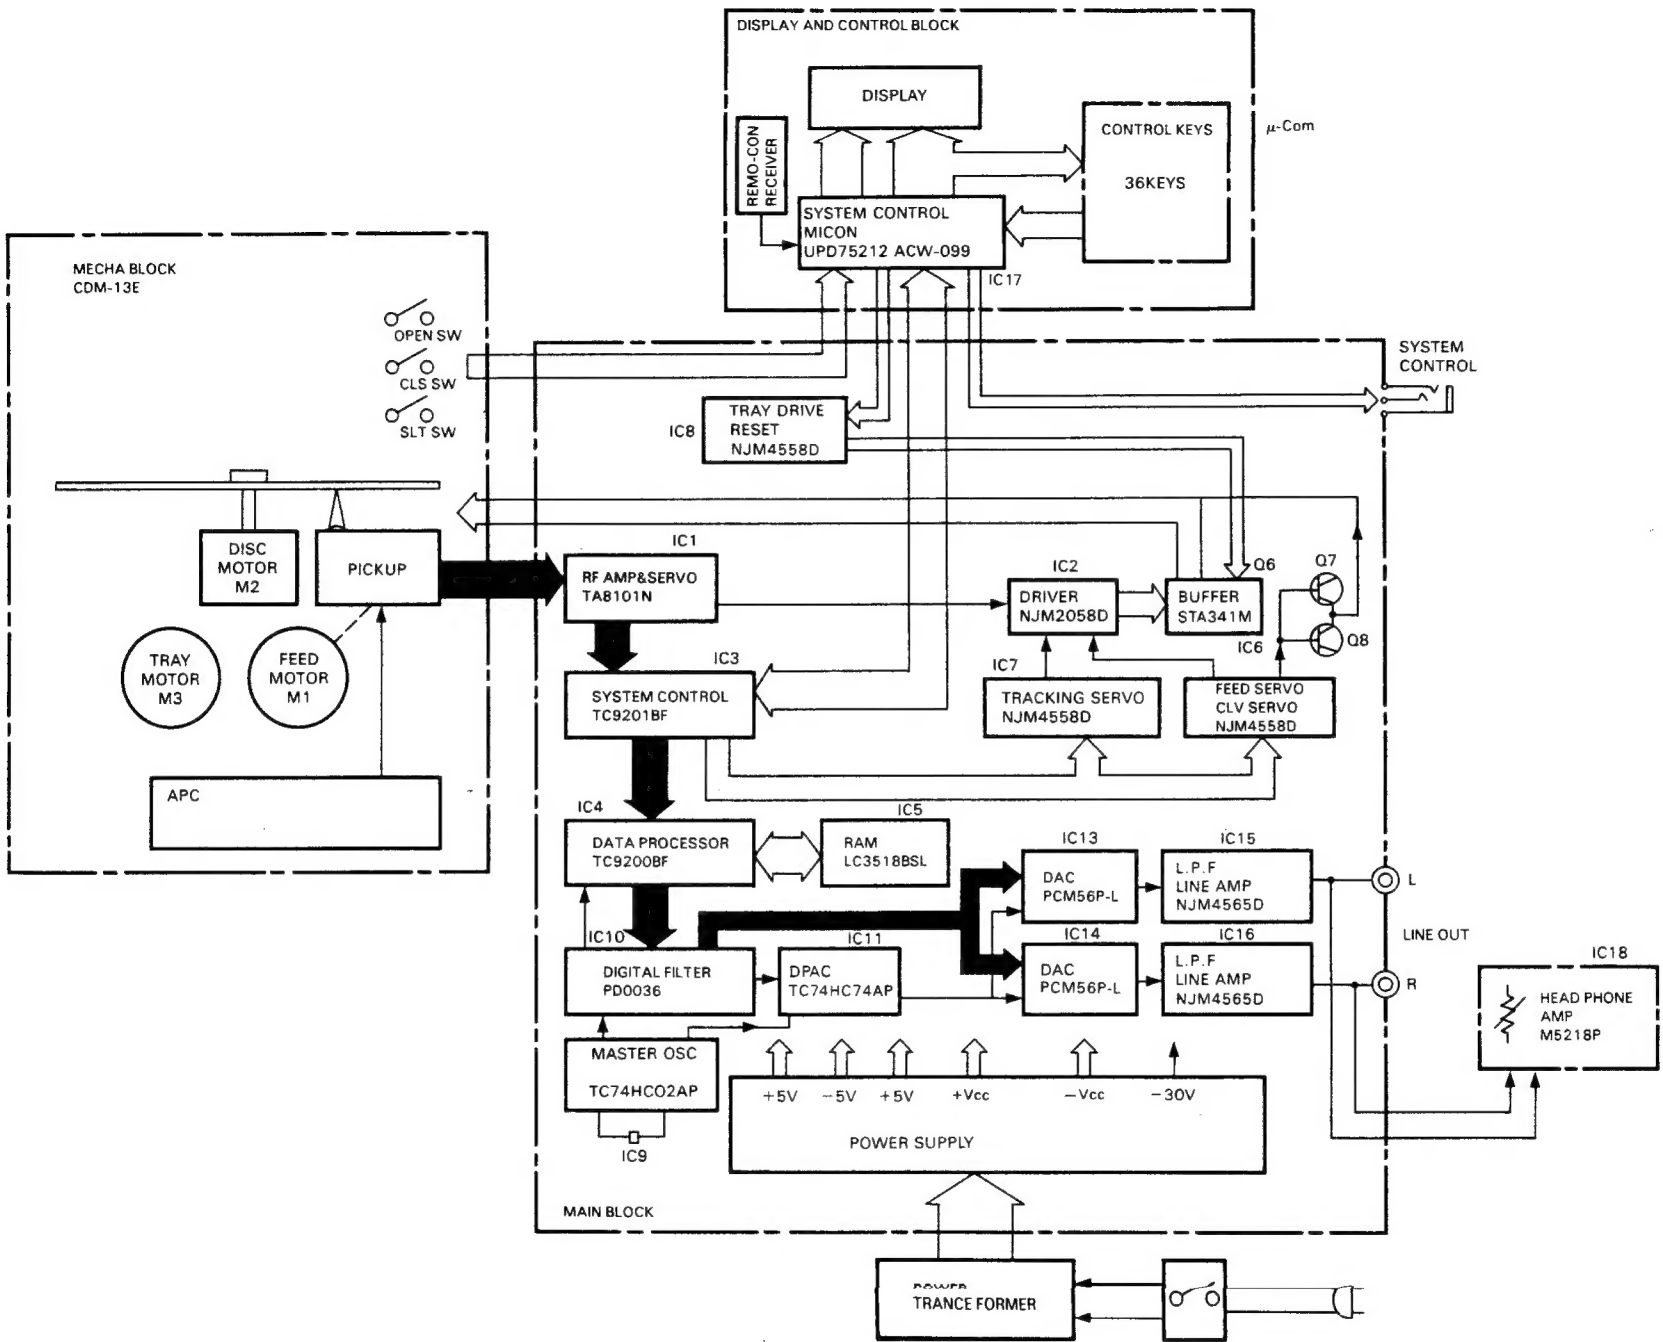 DISPLAY AND CONTROL BLOCK
DISPLAY
REMO-CON
RECEIVER
CONTROL KEYS
36KEYS
μ-Com
SYSTEM CONTROL
MICON
UPD75212 ACW-099
IC17
MECHA BLOCK
CDM-13E
OPEN SW
CLS SW
SLT SW
SYSTEM
CONTROL
IC8
TRAY DRIVE
RESET
NJM4558D
DISC
MOTOR
M2
PICKUP
TRAY
MOTOR
M3
FEED
MOTOR
M1
APC
IC1
RF AMP&SERVO
TA8101N
IC2
DRIVER
NJM2058D
Q6
BUFFER
STA341M
IC6
Q7
Q8
IC3
SYSTEM CONTROL
TC9201BF
IC7
TRACKING SERVO
NJM4558D
FEED SERVO
CLV SERVO
NJM4558D
IC4
DATA PROCESSOR
TC9200BF
IC5
RAM
LC3518BSL
IC13
DAC
PCM56P-L
IC15
L.P.F
LINE AMP
NJM4565D
L
IC10
DIGITAL FILTER
PD0036
IC11
DPAC
TC74HC74AP
IC14
DAC
PCM56P-L
IC16
L.P.F
LINE AMP
NJM4565D
LINE OUT
R
IC18
HEAD PHONE
AMP
M5218P
MASTER OSC
TC74HC02AP
IC9
+5V
-5V
+5V
+Vcc
-Vcc
-30V
POWER SUPPLY
MAIN BLOCK
POWER
TRANCE FORMER